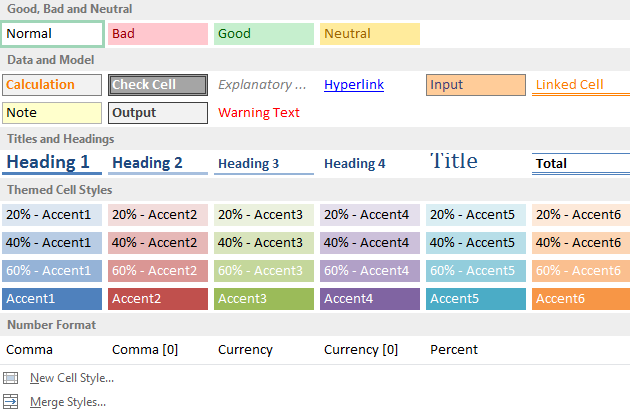 Good, Bad and Neutral
Normal Bad Good Neutral
Data and Model
Calculation Check Cell Explanatory ... Hyperlink Input Linked Cell
Note Output Warning Text
Titles and Headings
Heading 1 Heading 2 Heading 3 Heading 4 Title Total
Themed Cell Styles
20% - Accent1 20% - Accent2 20% - Accent3 20% - Accent4 20% - Accent5 20% - Accent6
40% - Accent1 40% - Accent2 40% - Accent3 40% - Accent4 40% - Accent5 40% - Accent6
60% - Accent1 60% - Accent2 60% - Accent3 60% - Accent4 60% - Accent5 60% - Accent6
Accent1 Accent2 Accent3 Accent4 Accent5 Accent6
Number Format
Comma Comma [0] Currency Currency [0] Percent
New Cell Style...
Merge Styles...